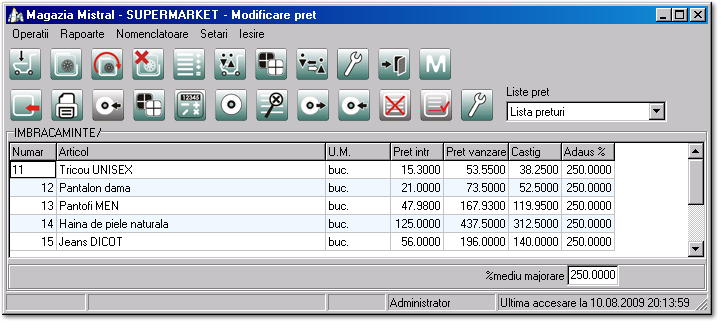 Magazia Mistral - SUPERMARKET - Modificare pret
Operatii Rapoarte Nomenclatoare Setari Iesire
M
12345
Liste pret
Lista preturi
IMBRACAMINTE/
Numar Articol U.M. Pret intr Pret vanzare Castig Adaus %
11 Tricou UNISEX buc. 15.3000 53.5500 38.2500 250.0000
12 Pantalon dama buc. 21.0000 73.5000 52.5000 250.0000
13 Pantofi MEN buc. 47.9800 167.9300 119.9500 250.0000
14 Haina de piele naturala buc. 125.0000 437.5000 312.5000 250.0000
15 Jeans DICOT buc. 56.0000 196.0000 140.0000 250.0000
%mediu majorare 250.0000
Administrator Ultima accesare la 10.08.2009 20:13:59